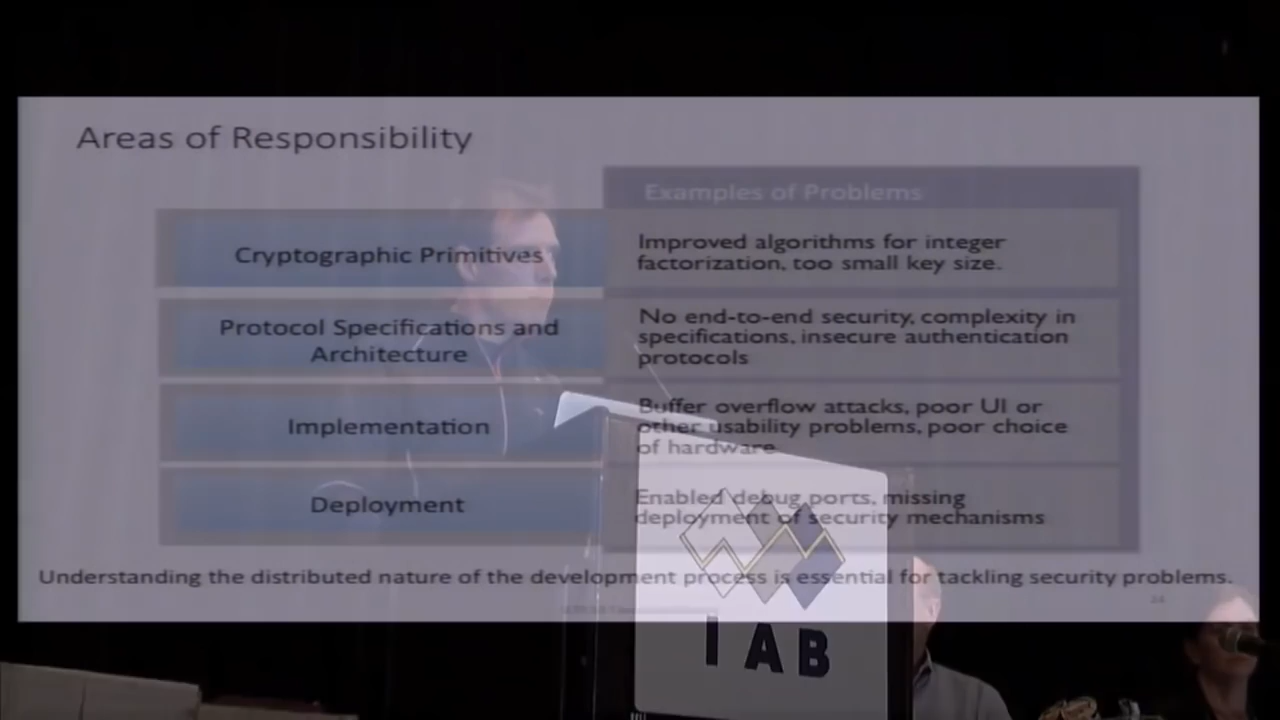 Areas of Responsibility
Examples of Problems
Cryptographic Primitives
Improved algorithms for integer
factorization, too small key size.
Protocol Specifications and
Architecture
No end-to-end security, complexity in
specifications, insecure authentication
protocols
Implementation
Buffer overflow attacks, poor UI or
other usability problems, poor choice
of hardware
Deployment
Enabled debug ports, missing
deployment of security mechanisms
Understanding the distributed nature of the development process is essential for tackling security problems.
24
IAB